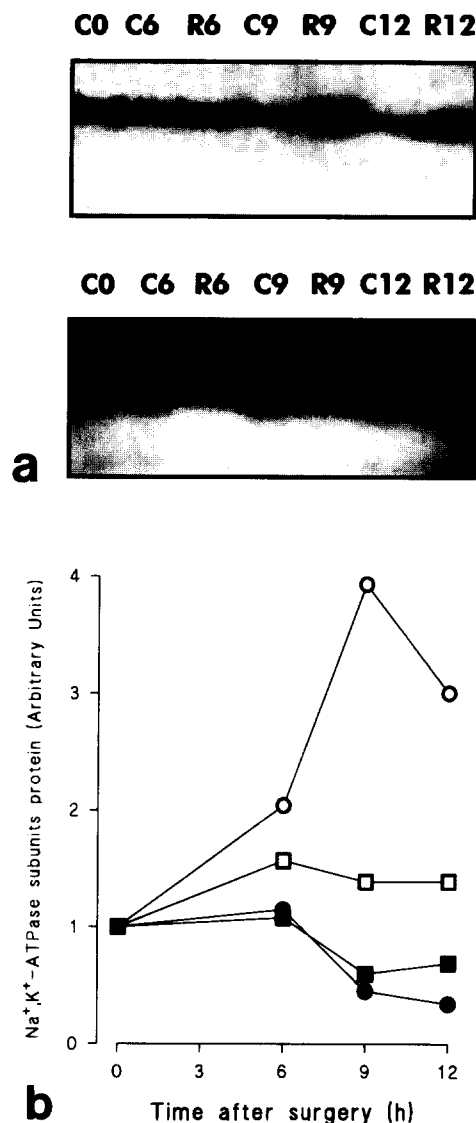 C0 C6 R6 C9 R9 C12 R12
C0 C6 R6 C9 R9 C12 R12
a
Na⁺,K⁺-ATPase subunits protein (Arbitrary Units)
4
3
2
1
0
0 3 6 9 12
Time after surgery (h)
b